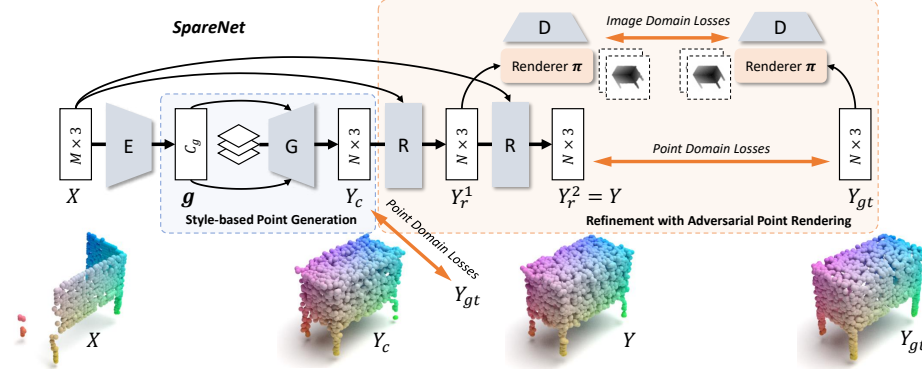 SpareNet
D
Image Domain Losses
D
Renderer π
Renderer π
M × 3
E
C_g
G
N × 3
R
N × 3
R
N × 3
Point Domain Losses
N × 3
X
g
Y_c
Y_r^1
Y_r^2 = Y
Y_gt
Style-based Point Generation
Refinement with Adversarial Point Rendering
Point Domain Losses
Y_gt
X
Y_c
Y
Y_gt